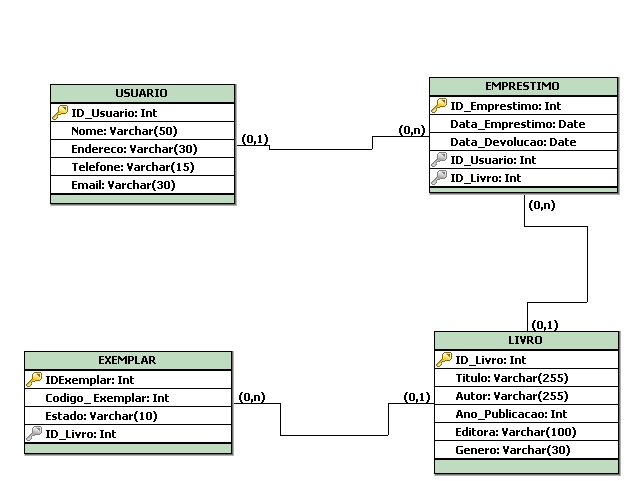 USUARIO
ID_Usuario: Int
Nome: Varchar(50)
Endereco: Varchar(30)
Telefone: Varchar(15)
Email: Varchar(30)
(0,1)
(0,n)
EMPRESTIMO
ID_Emprestimo: Int
Data_Emprestimo: Date
Data_Devolucao: Date
ID_Usuario: Int
ID_Livro: Int
(0,n)
(0,1)
EXEMPLAR
IDExemplar: Int
Codigo_ Exemplar: Int
Estado: Varchar(10)
ID_Livro: Int
(0,n)
(0,1)
LIVRO
ID_Livro: Int
Titulo: Varchar(255)
Autor: Varchar(255)
Ano_Publicacao: Int
Editora: Varchar(100)
Genero: Varchar(30)